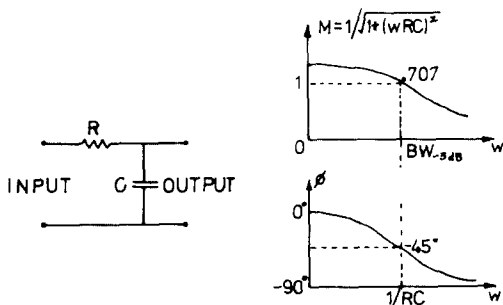 R
INPUT
C
OUTPUT
M=1/√1+(wRC)²
1
.707
0
BW-3dB
w
ø
0°
-45°
-90°
1/RC
w